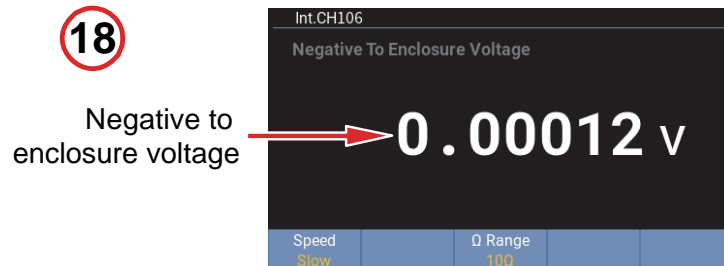 18
Int.CH106
Negative To Enclosure Voltage
Negative to
enclosure voltage
0.00012 V
Speed
Ω Range
Slow
10Ω